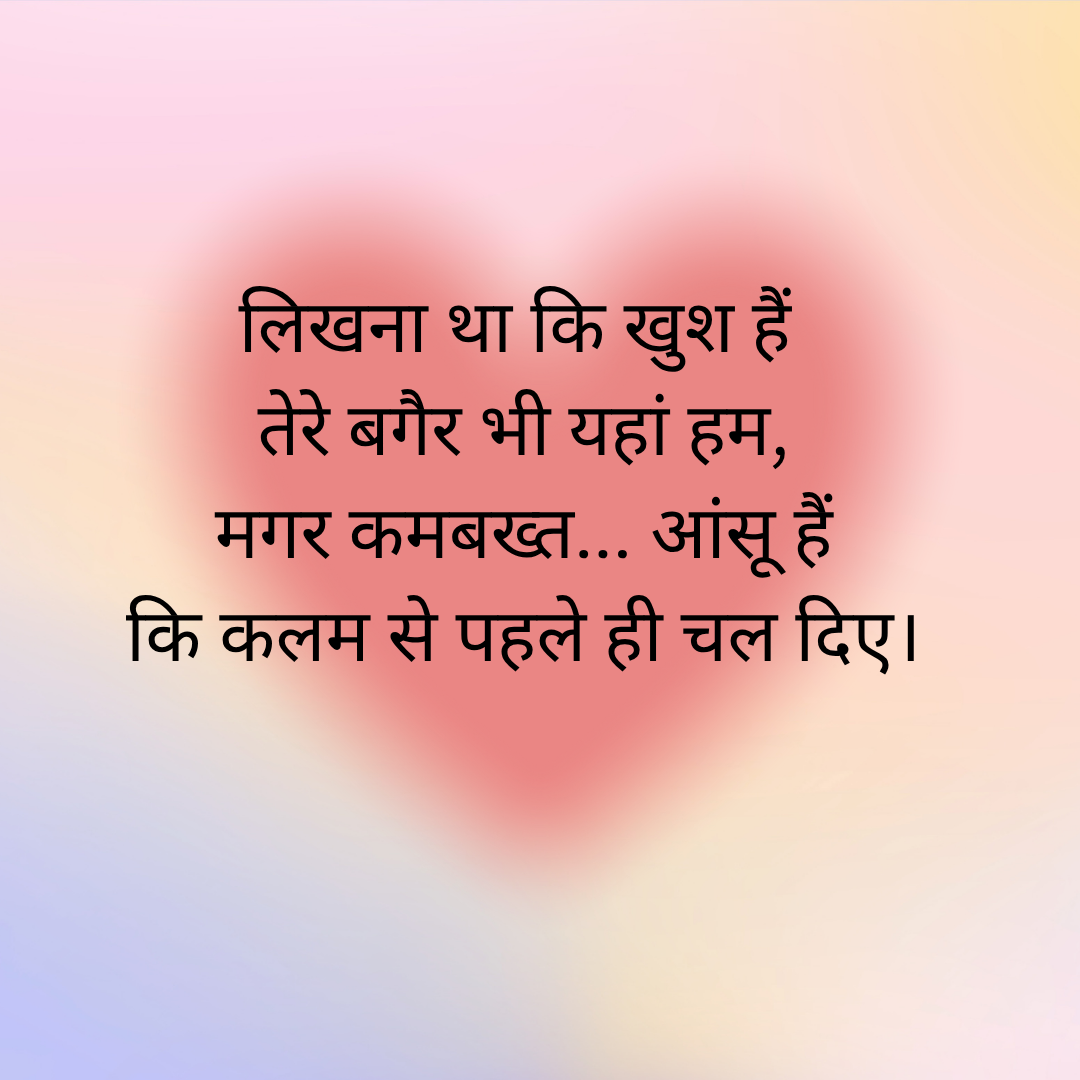 लिखना था कि खुश हैं
तेरे बगैर भी यहां हम,
मगर कमबख्त... आंसू हैं
कि कलम से पहले ही चल दिए।